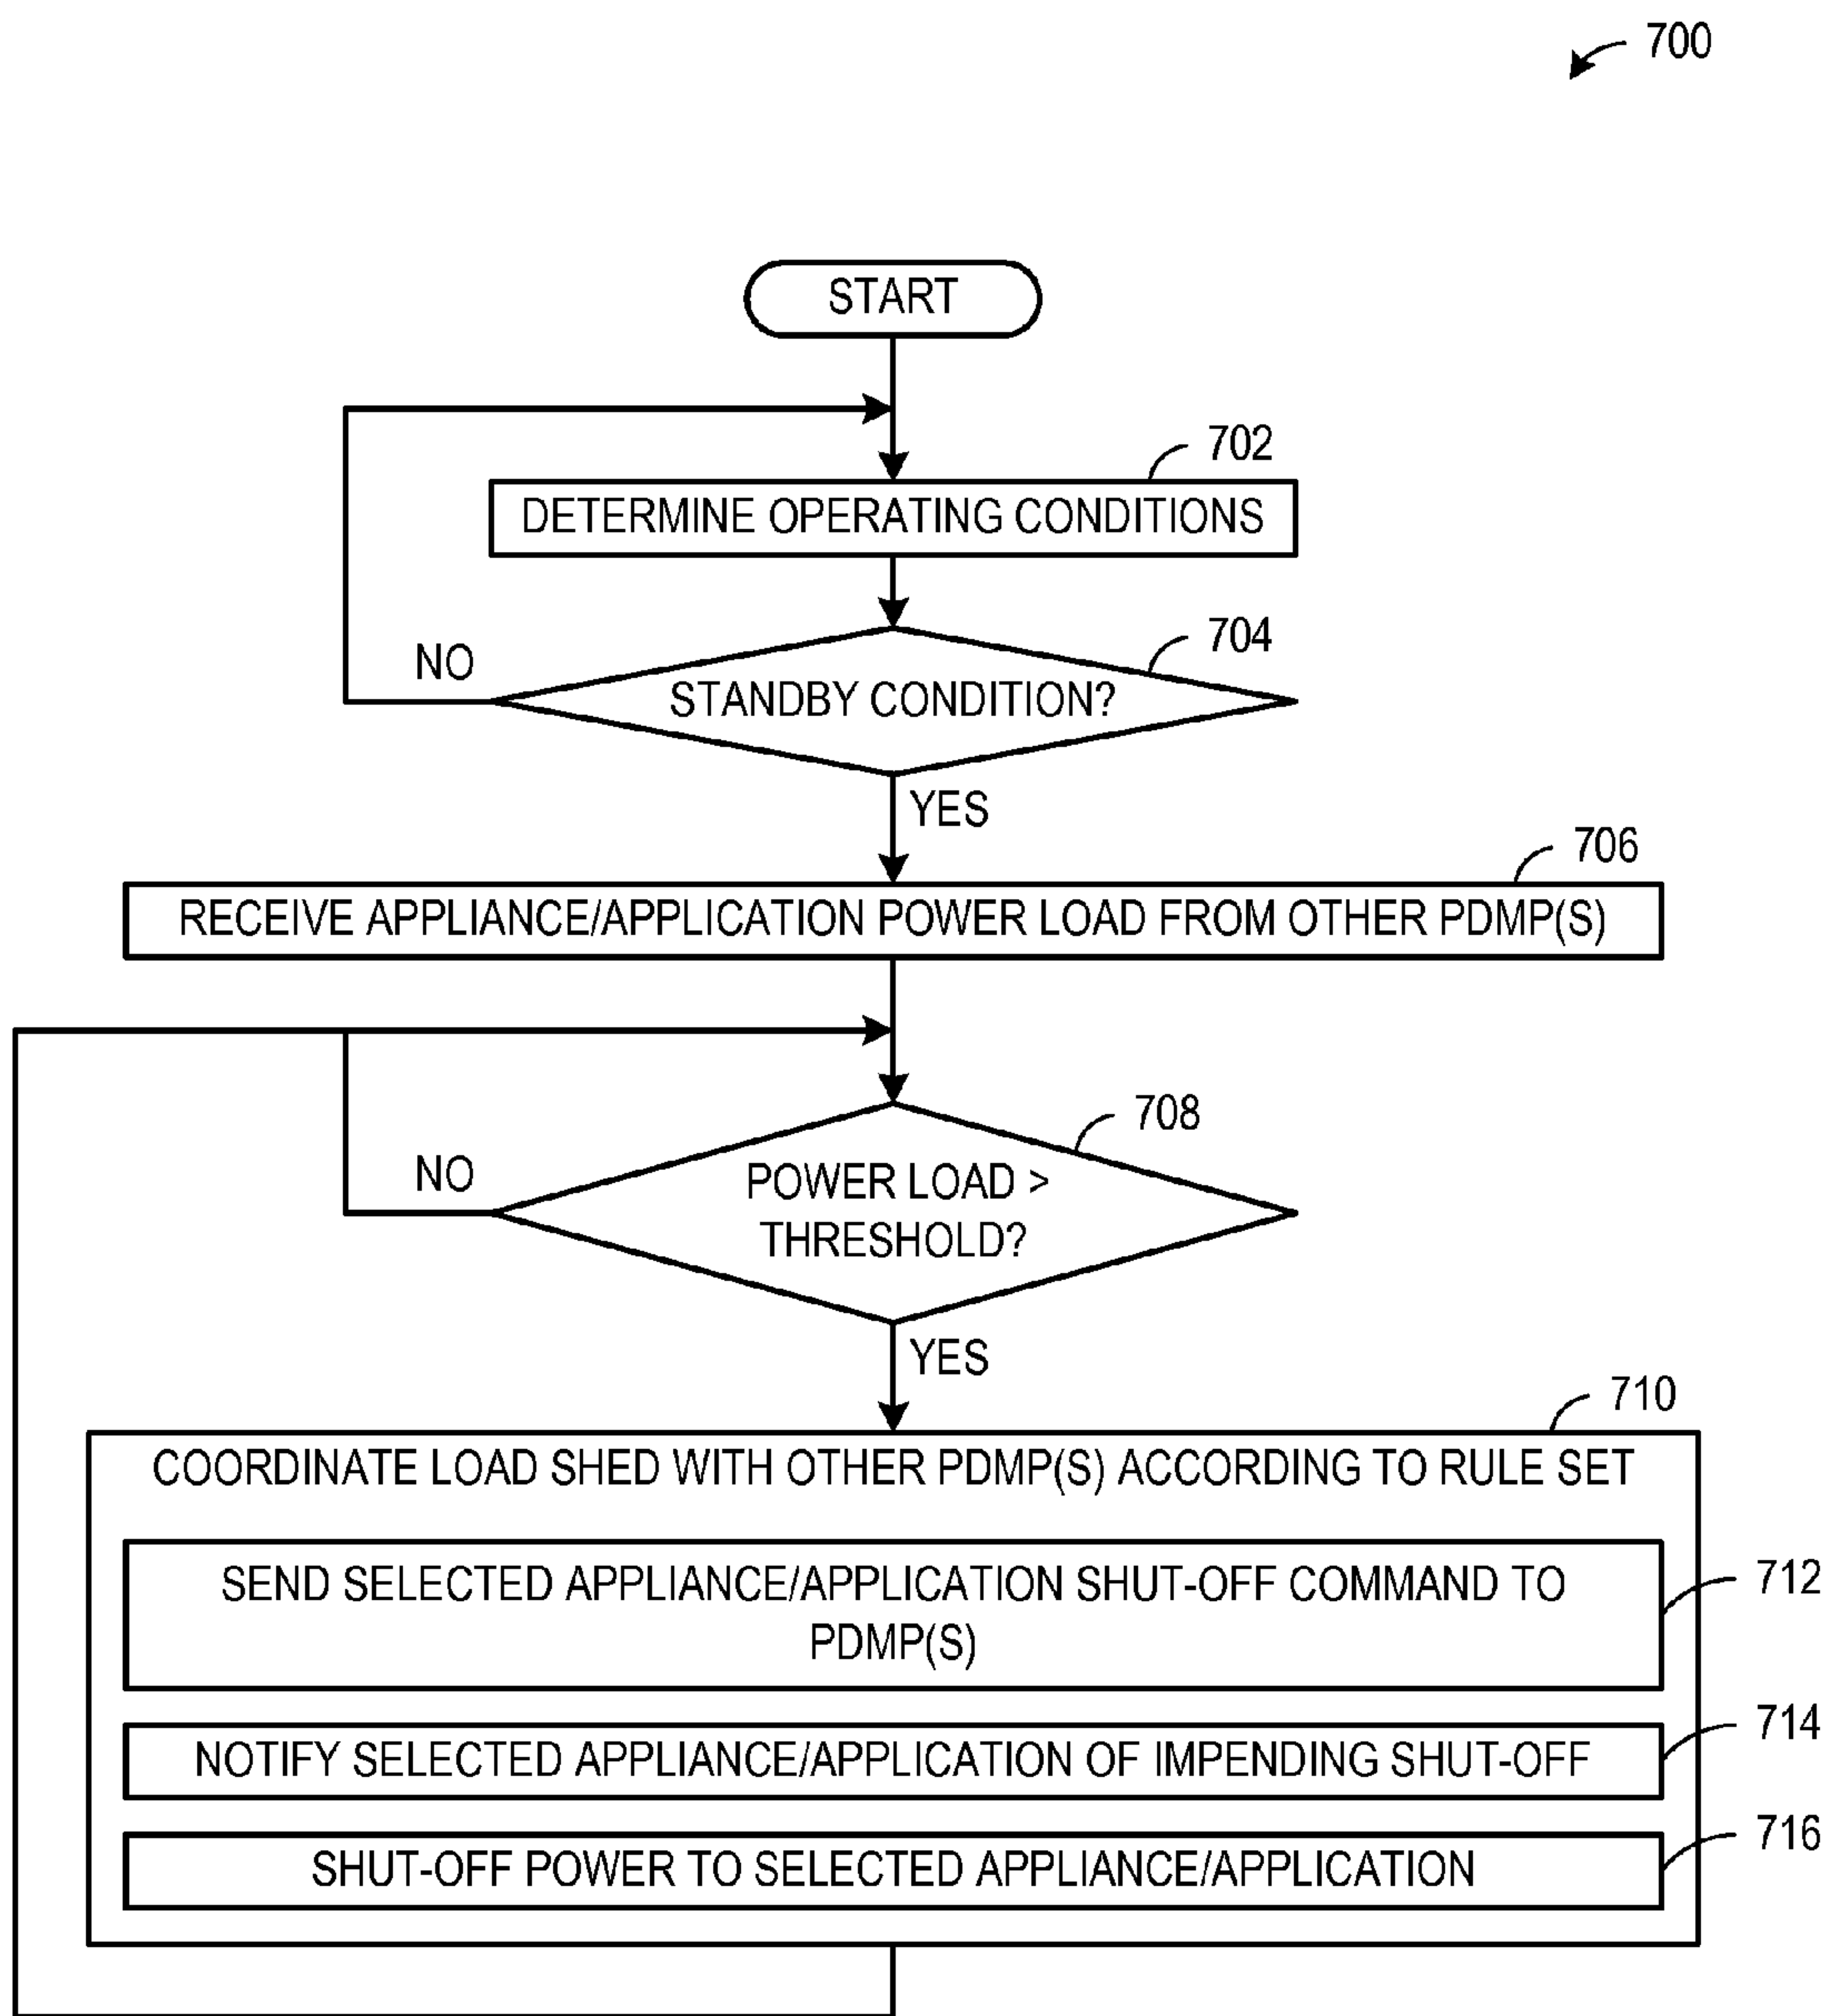 700
START
702
DETERMINE OPERATING CONDITIONS
704
NO
STANDBY CONDITION?
YES
706
RECEIVE APPLIANCE/APPLICATION POWER LOAD FROM OTHER PDMP(S)
708
NO
POWER LOAD >
THRESHOLD?
YES
710
COORDINATE LOAD SHED WITH OTHER PDMP(S) ACCORDING TO RULE SET
SEND SELECTED APPLIANCE/APPLICATION SHUT-OFF COMMAND TO
PDMP(S)
712
NOTIFY SELECTED APPLIANCE/APPLICATION OF IMPENDING SHUT-OFF
714
SHUT-OFF POWER TO SELECTED APPLIANCE/APPLICATION
716